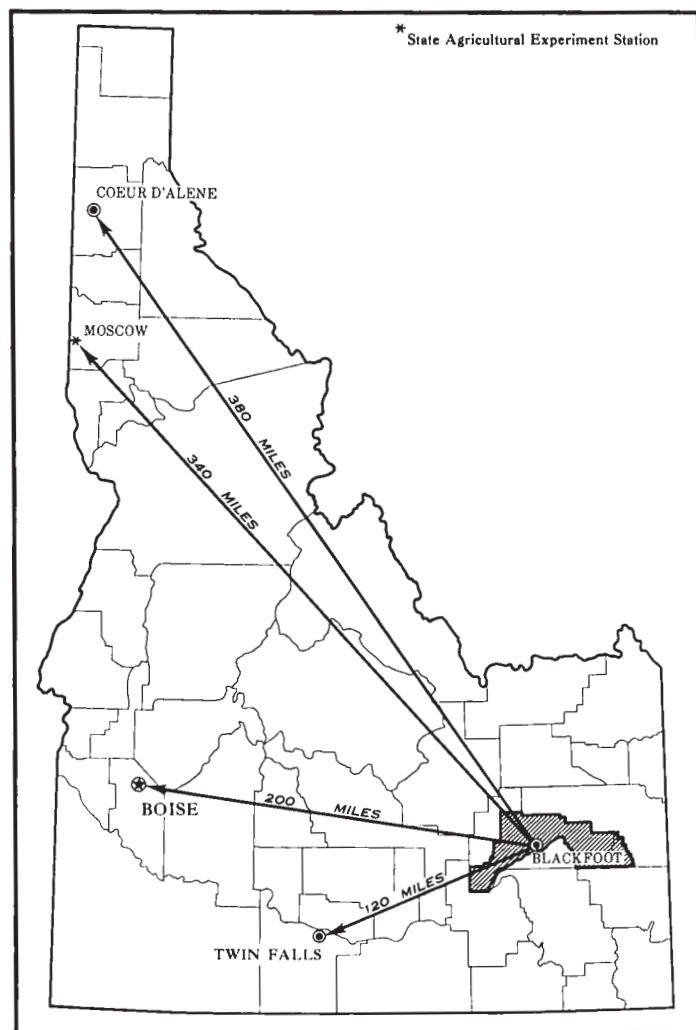 *State Agricultural Experiment Station
COEUR D'ALENE
MOSCOW
*
380 MILES
340 MILES
200 MILES
BOISE
BLACKFOOT
120 MILES
TWIN FALLS